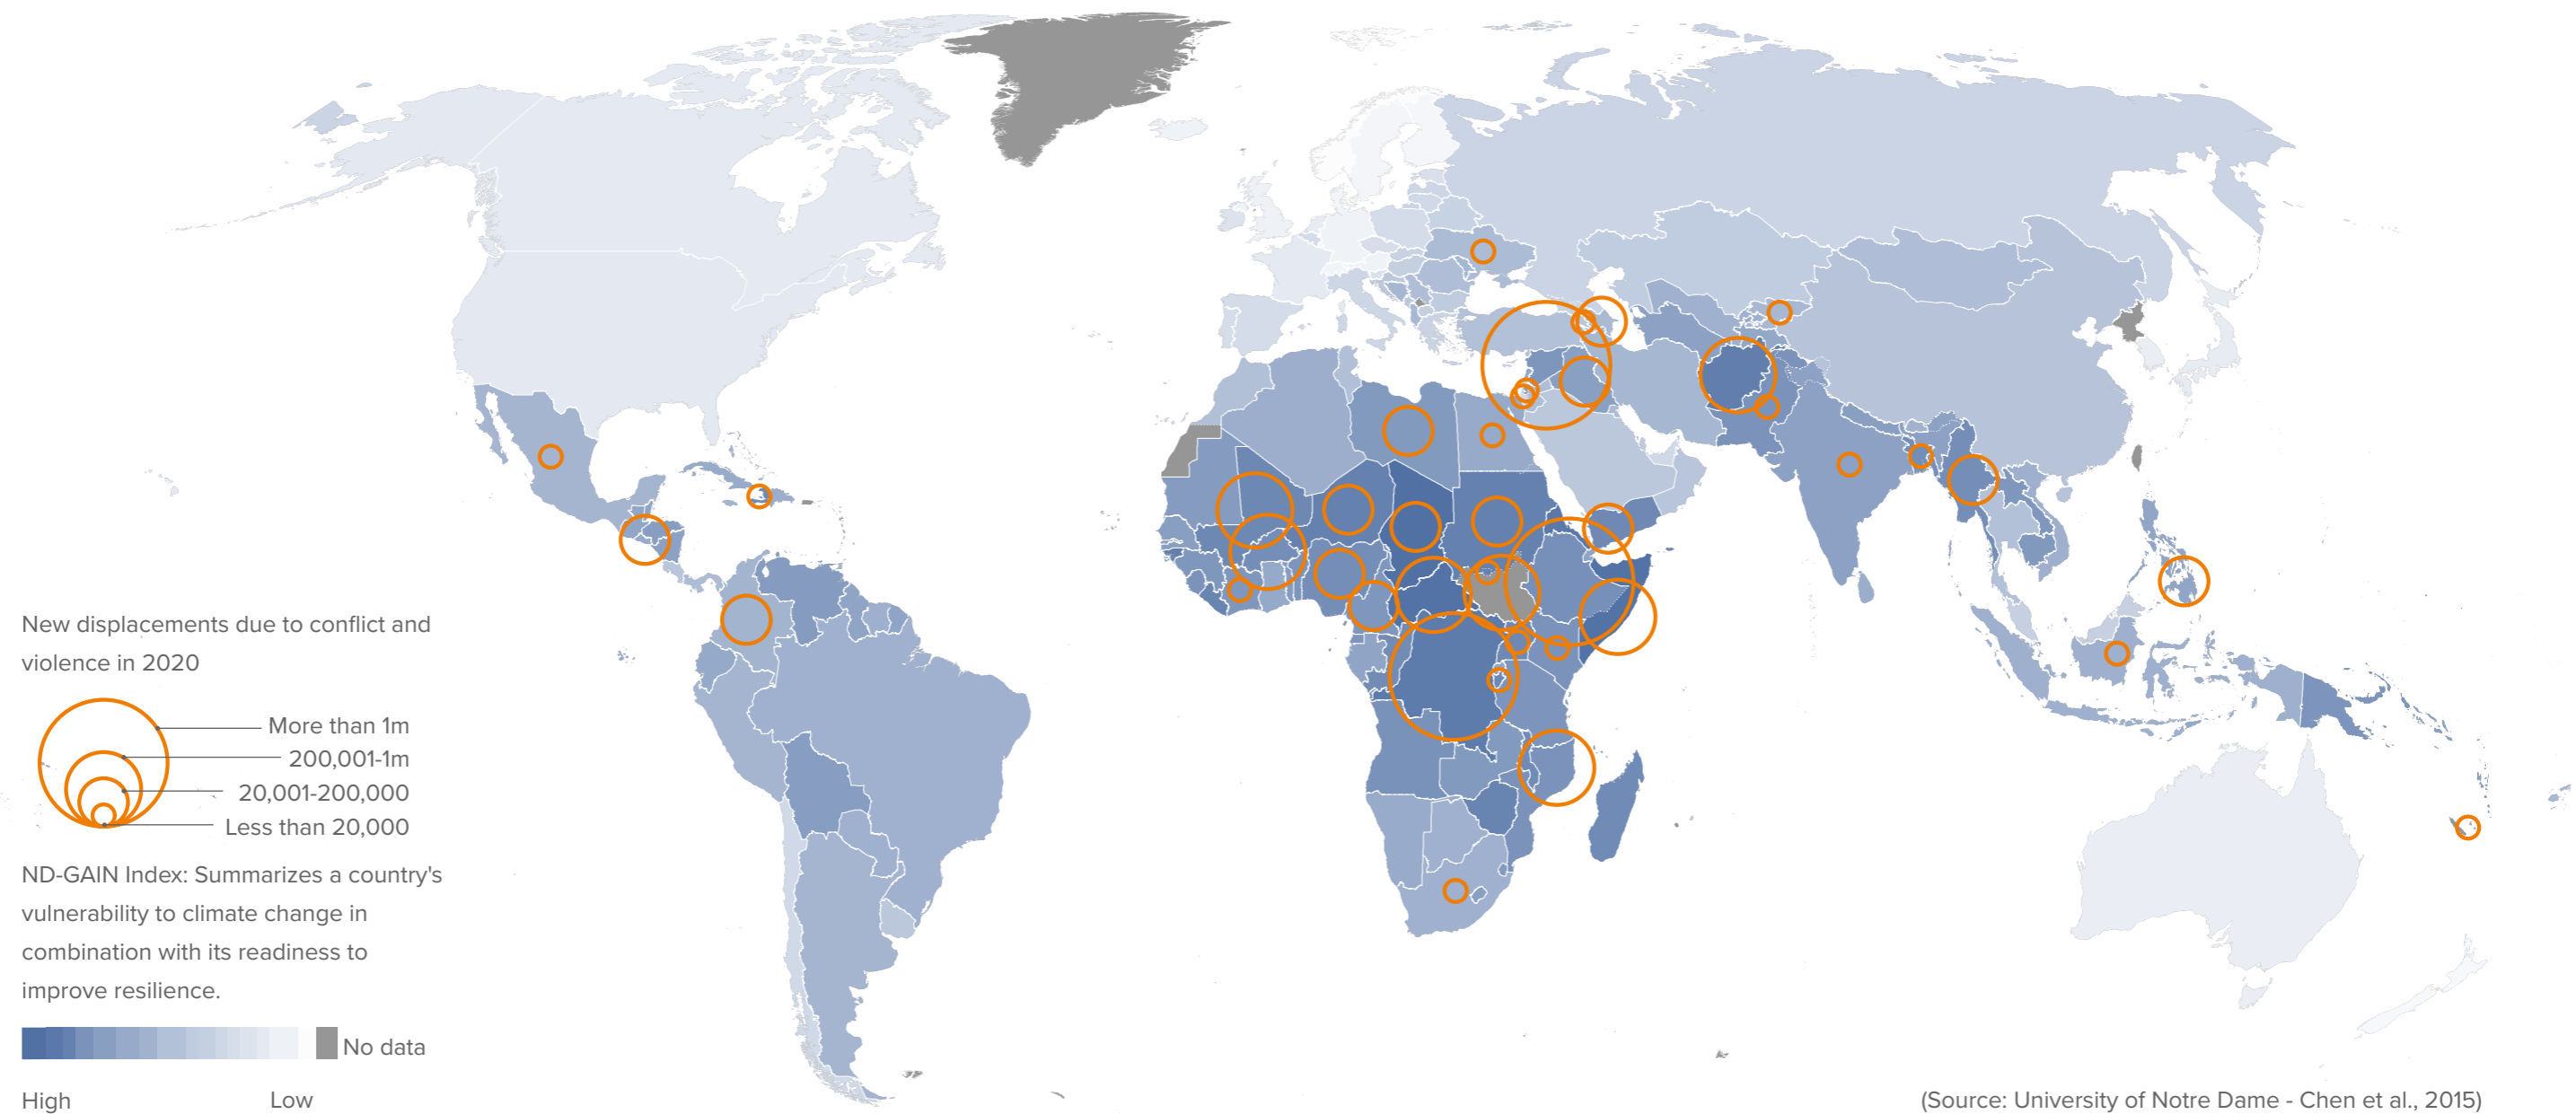 New displacements due to conflict and
violence in 2020
More than 1m
200,001-1m
20,001-200,000
Less than 20,000
ND-GAIN Index: Summarizes a country's
vulnerability to climate change in
combination with its readiness to
improve resilience.
No data
High Low
(Source: University of Notre Dame - Chen et al., 2015)